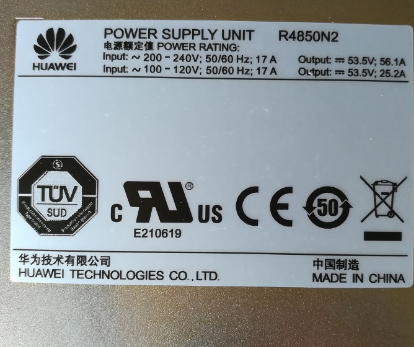 POWER SUPPLY UNIT R4850N2
电源额定值 POWER RATING:
Input: ~ 200-240V; 50/60 Hz; 17 A Output: ⎓ 53.5V; 56.1A
Input: ~ 100-120V; 50/60 Hz; 17 A Output: ⎓ 53.5V; 25.2A
HUAWEI
TÜV
SUD
C RU US CE 50
E210619
华为技术有限公司 中国制造
HUAWEI TECHNOLOGIES CO.,LTD. MADE IN CHINA